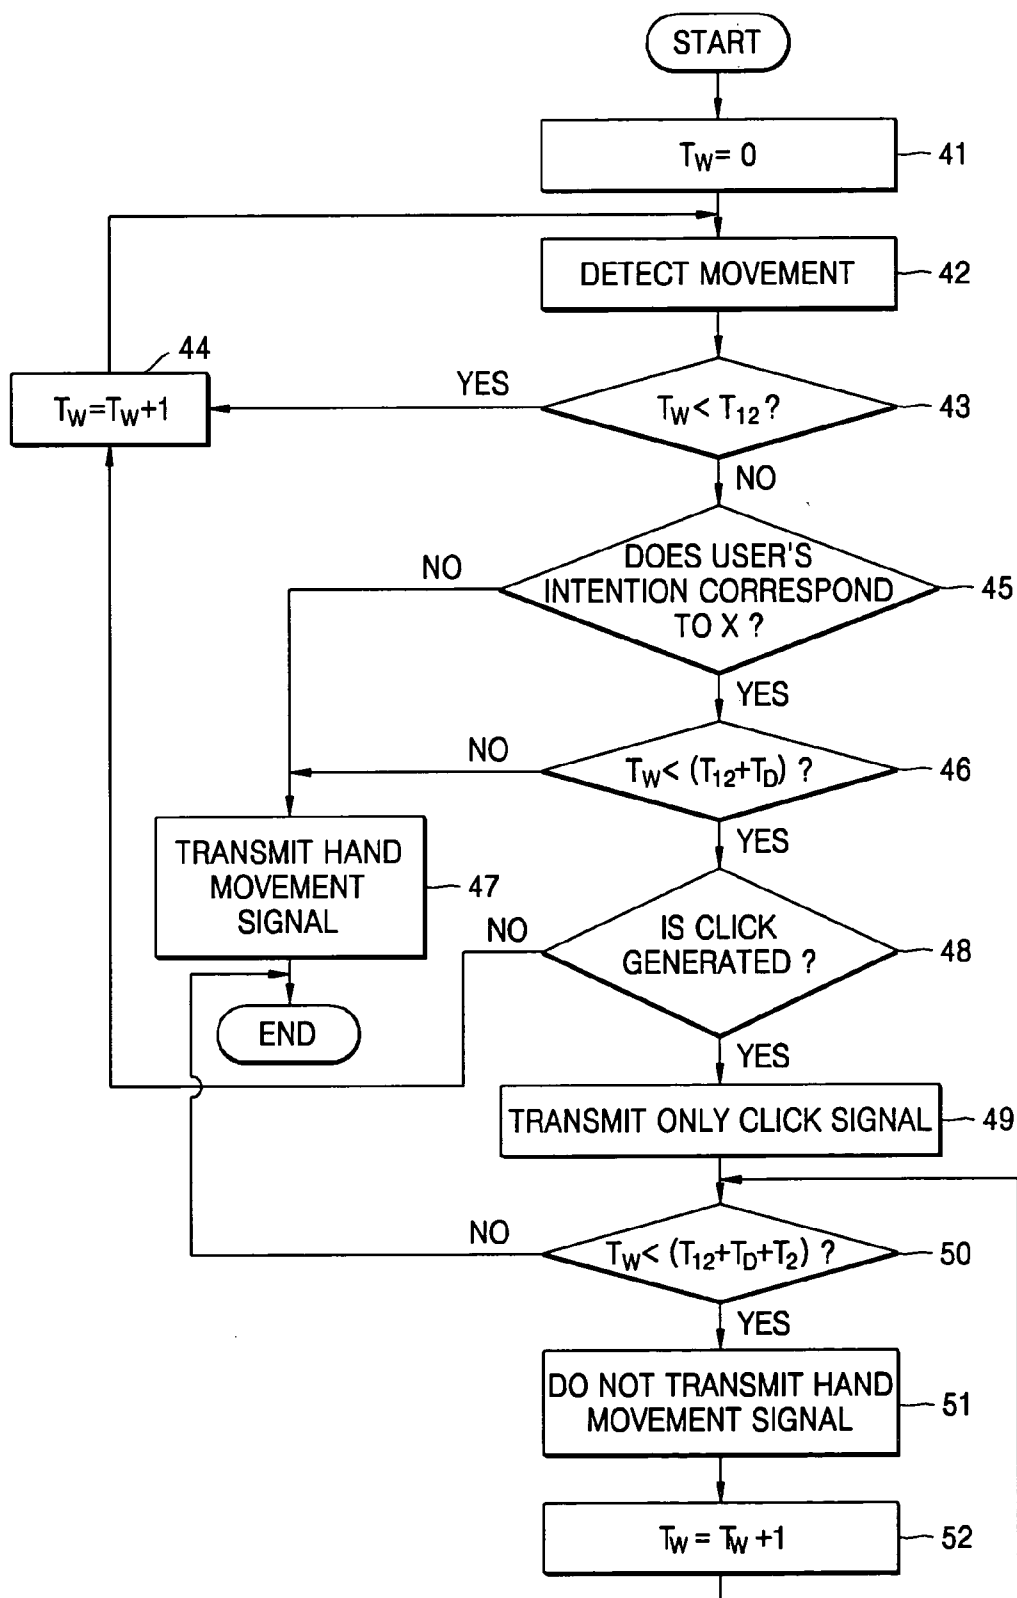 START
TW= 0
41
DETECT MOVEMENT
42
44
TW=TW+1
YES
TW< T12 ?
43
NO
DOES USER'S
INTENTION CORRESPOND
TO X ?
45
NO
YES
NO
TW< (T12+TD) ?
46
YES
TRANSMIT HAND
MOVEMENT
SIGNAL
47
NO
IS CLICK
GENERATED ?
48
END
YES
TRANSMIT ONLY CLICK SIGNAL
49
NO
TW< (T12+TD+T2) ?
50
YES
DO NOT TRANSMIT HAND
MOVEMENT SIGNAL
51
TW = TW +1
52